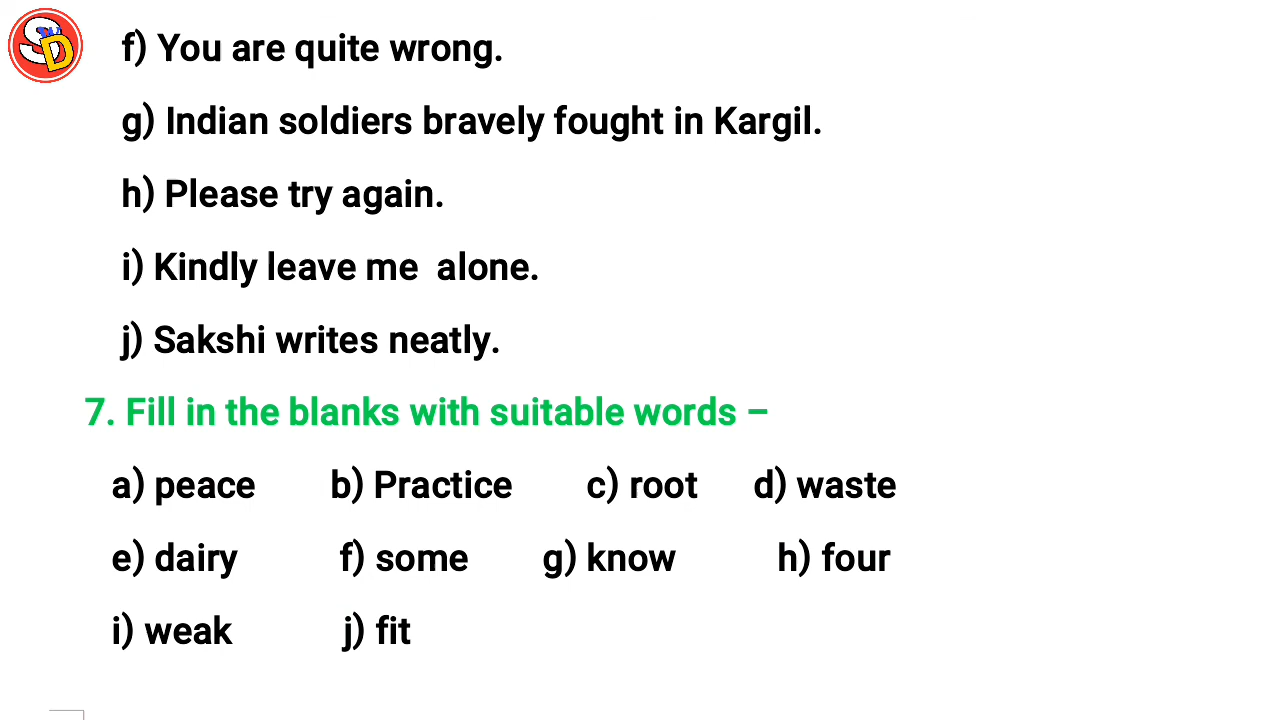 f) You are quite wrong.
g) Indian soldiers bravely fought in Kargil.
h) Please try again.
i) Kindly leave me alone.
j) Sakshi writes neatly.
7. Fill in the blanks with suitable words –
a) peace b) Practice c) root d) waste
e) dairy f) some g) know h) four
i) weak j) fit